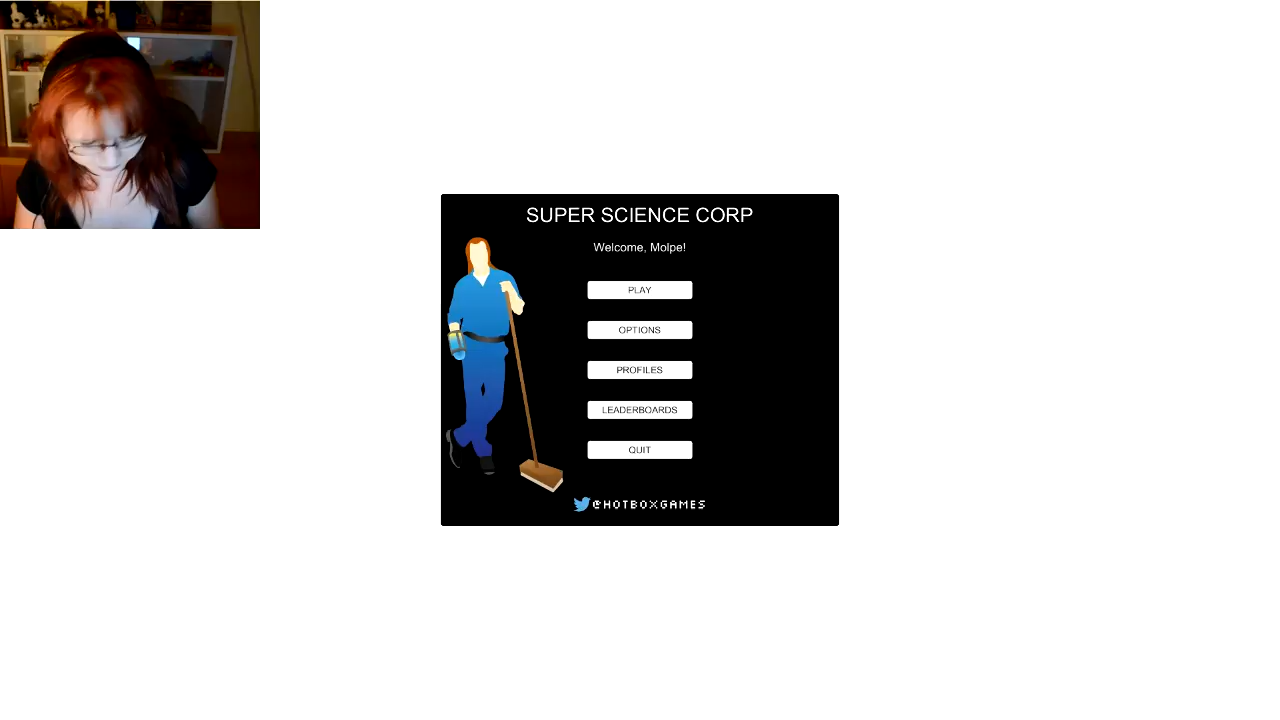 SUPER SCIENCE CORP
Welcome, Molpe!
PLAY
OPTIONS
PROFILES
LEADERBOARDS
QUIT
@HOTBOXGAMES